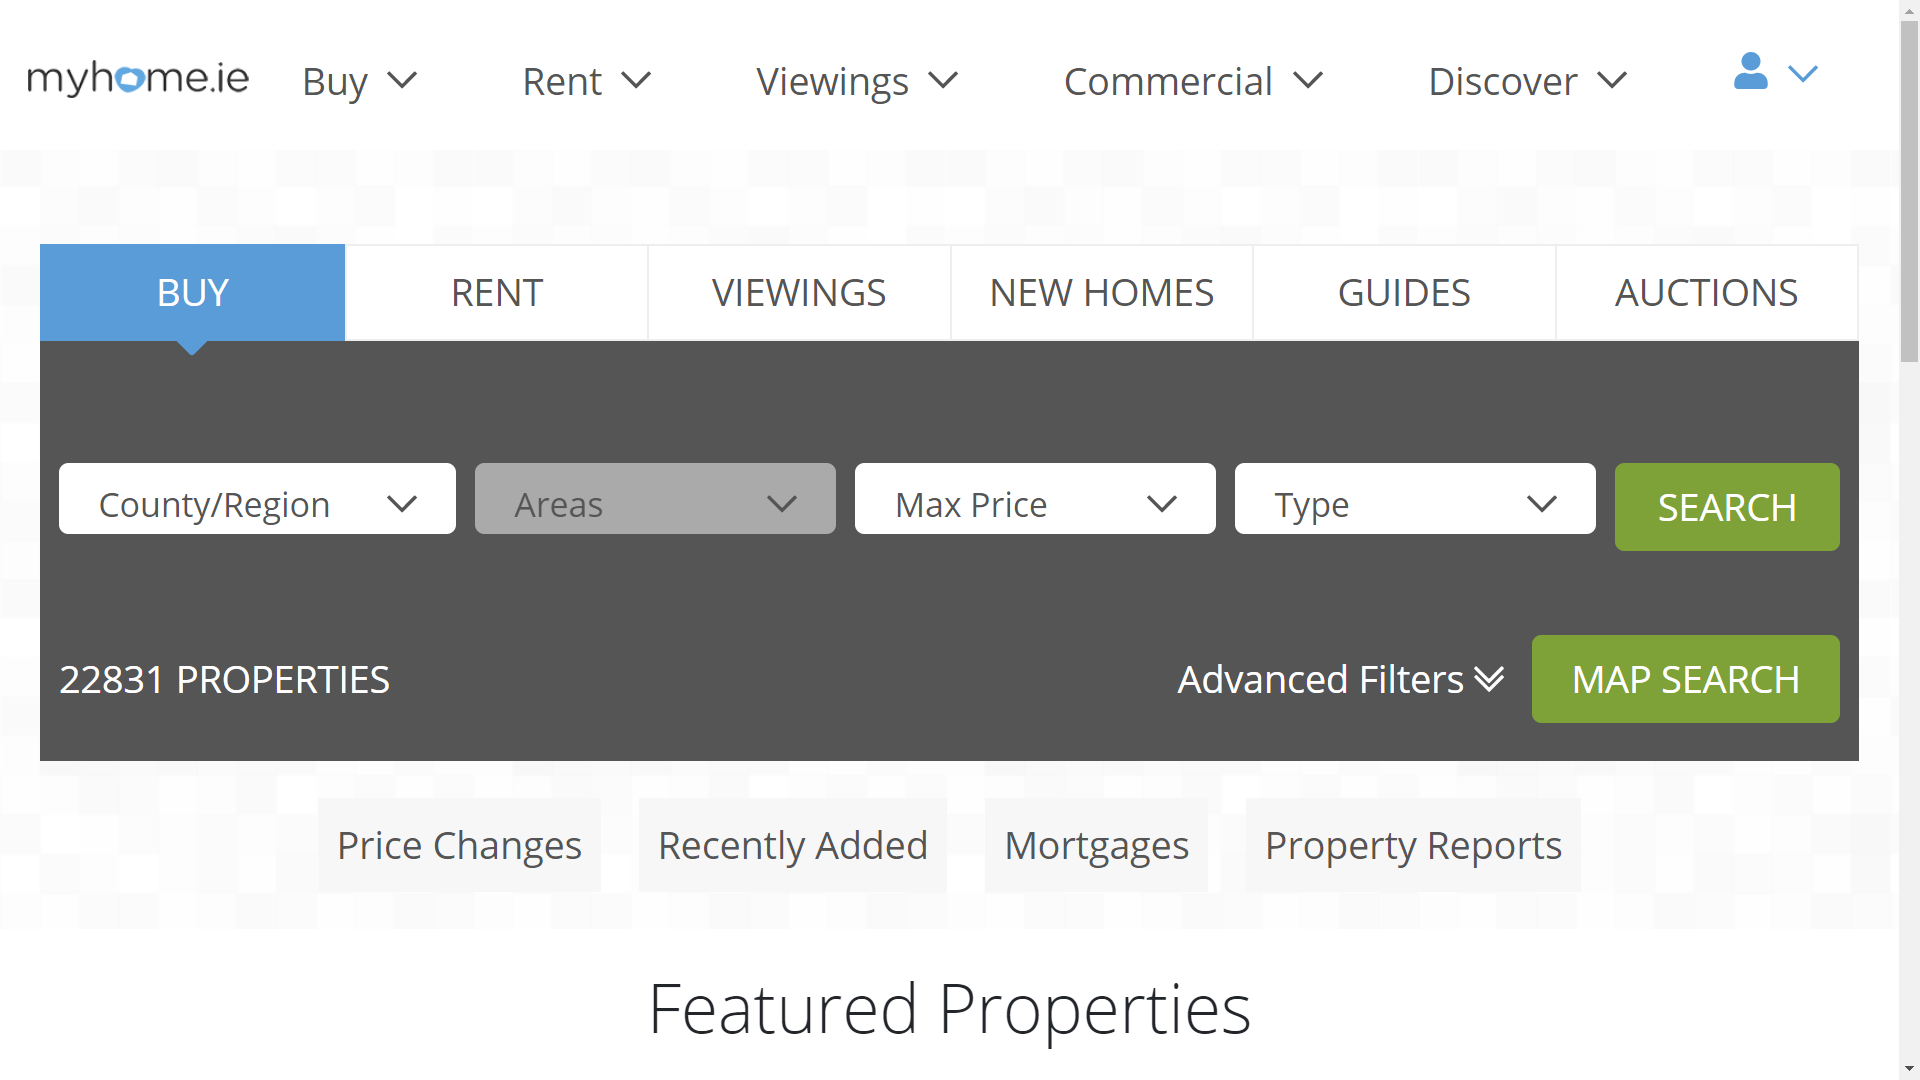 myhome.ie Buy Rent Viewings Commercial Discover
BUY RENT VIEWINGS NEW HOMES GUIDES AUCTIONS
County/Region Areas Max Price Type SEARCH
22831 PROPERTIES Advanced Filters MAP SEARCH
Price Changes Recently Added Mortgages Property Reports
Featured Properties